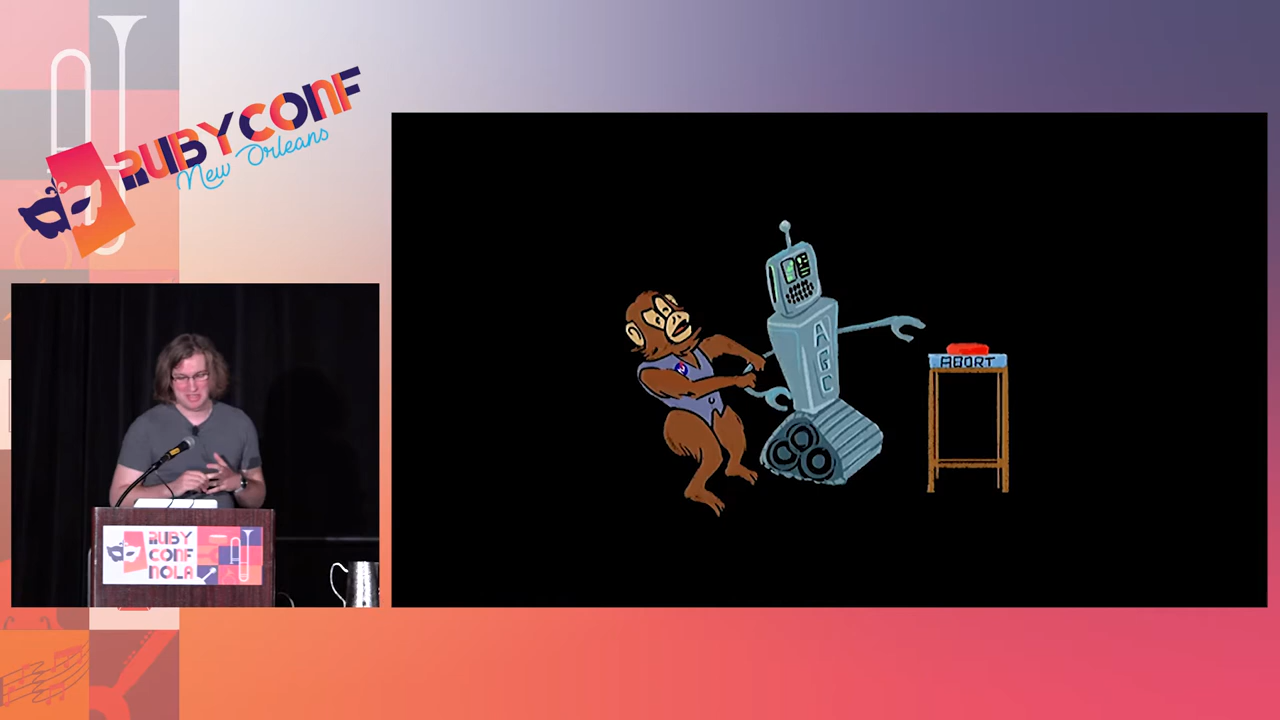 RUBYCONF
New Orleans
AGC
ABORT
RUBY
CONF
NOLA